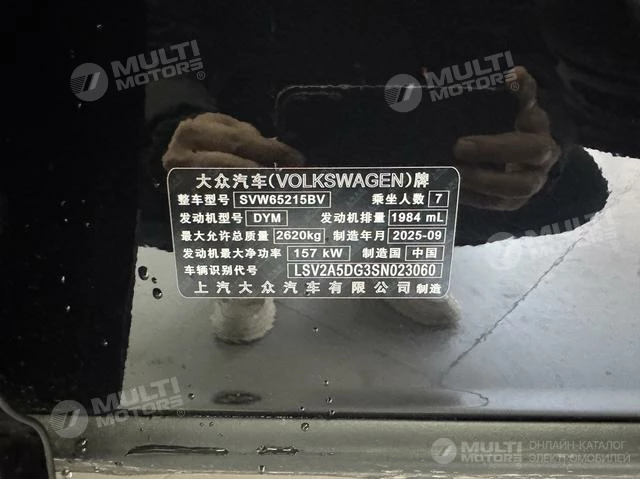 MULTI
MOTORS
MULTI
MOTORS
大众汽车(VOLKSWAGEN)牌
整车型号 SVW65215BV 乘坐人数 7
发动机型号 DYM 发动机排量 1984 mL
最大允许总质量 2620kg 制造年月 2025-09
发动机最大净功率 157 kW 制造国 中国
车辆识别代号 LSV2A5DG3SN023060
上汽大众汽车有限公司 制造
MULTI
MOTORS
MULTI
MOTORS
ОНЛАЙН-КАТАЛОГ
ЭЛЕКТРОМОБИЛЕЙ